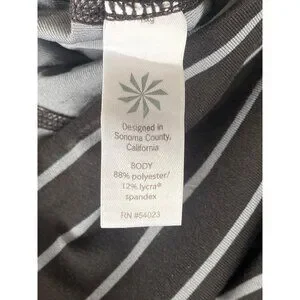 Designed in
Sonoma County,
California
BODY
88% polyester/
12% lycra®
spandex
RN #54023